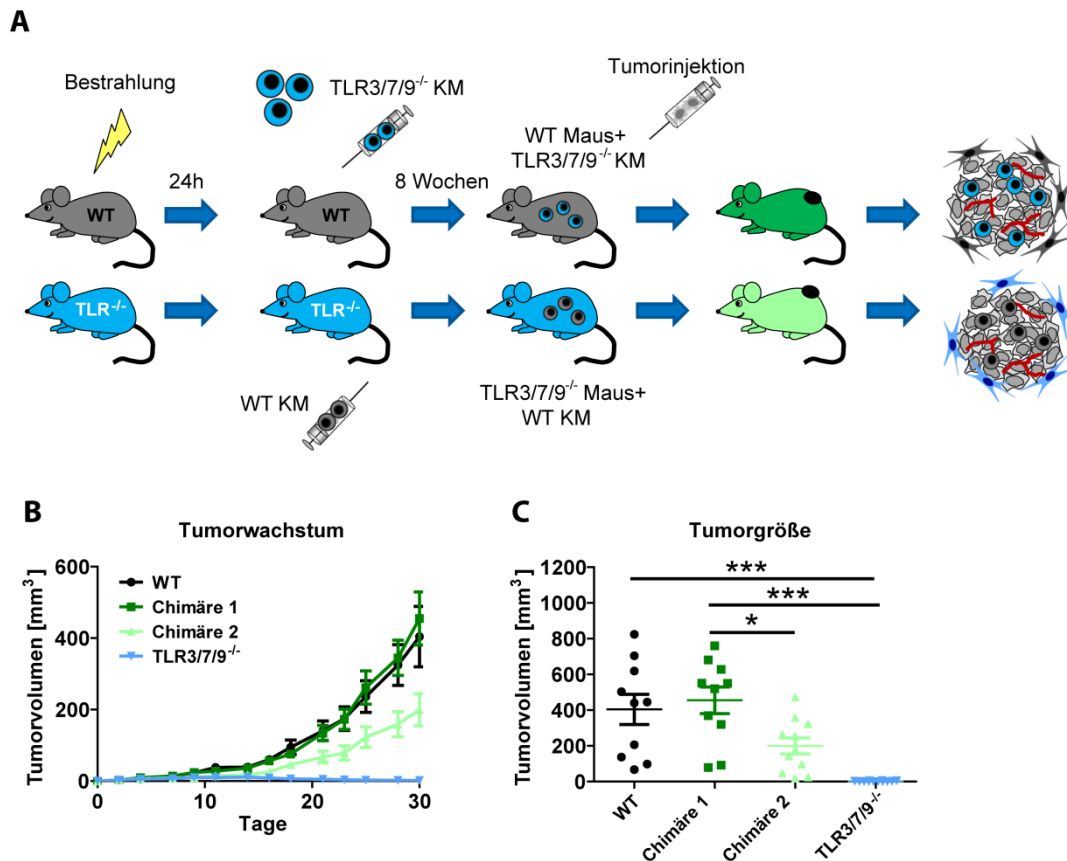 A
Bestrahlung
TLR3/7/9-/- KM
Tumorinjektion
WT Maus+
TLR3/7/9-/- KM
24h
8 Wochen
WT
WT
TLR-/-
TLR-/-
WT KM
TLR3/7/9-/- Maus+
WT KM
B
Tumorwachstum
Tumorvolumen [mm3]
600
400
200
0
WT
Chimäre 1
Chimäre 2
TLR3/7/9-/-
0
10
20
30
Tage
C
Tumorgröße
Tumorvolumen [mm3]
1200
1000
800
600
400
200
0
***
***
*
WT
Chimäre 1
Chimäre 2
TLR3/7/9-/-